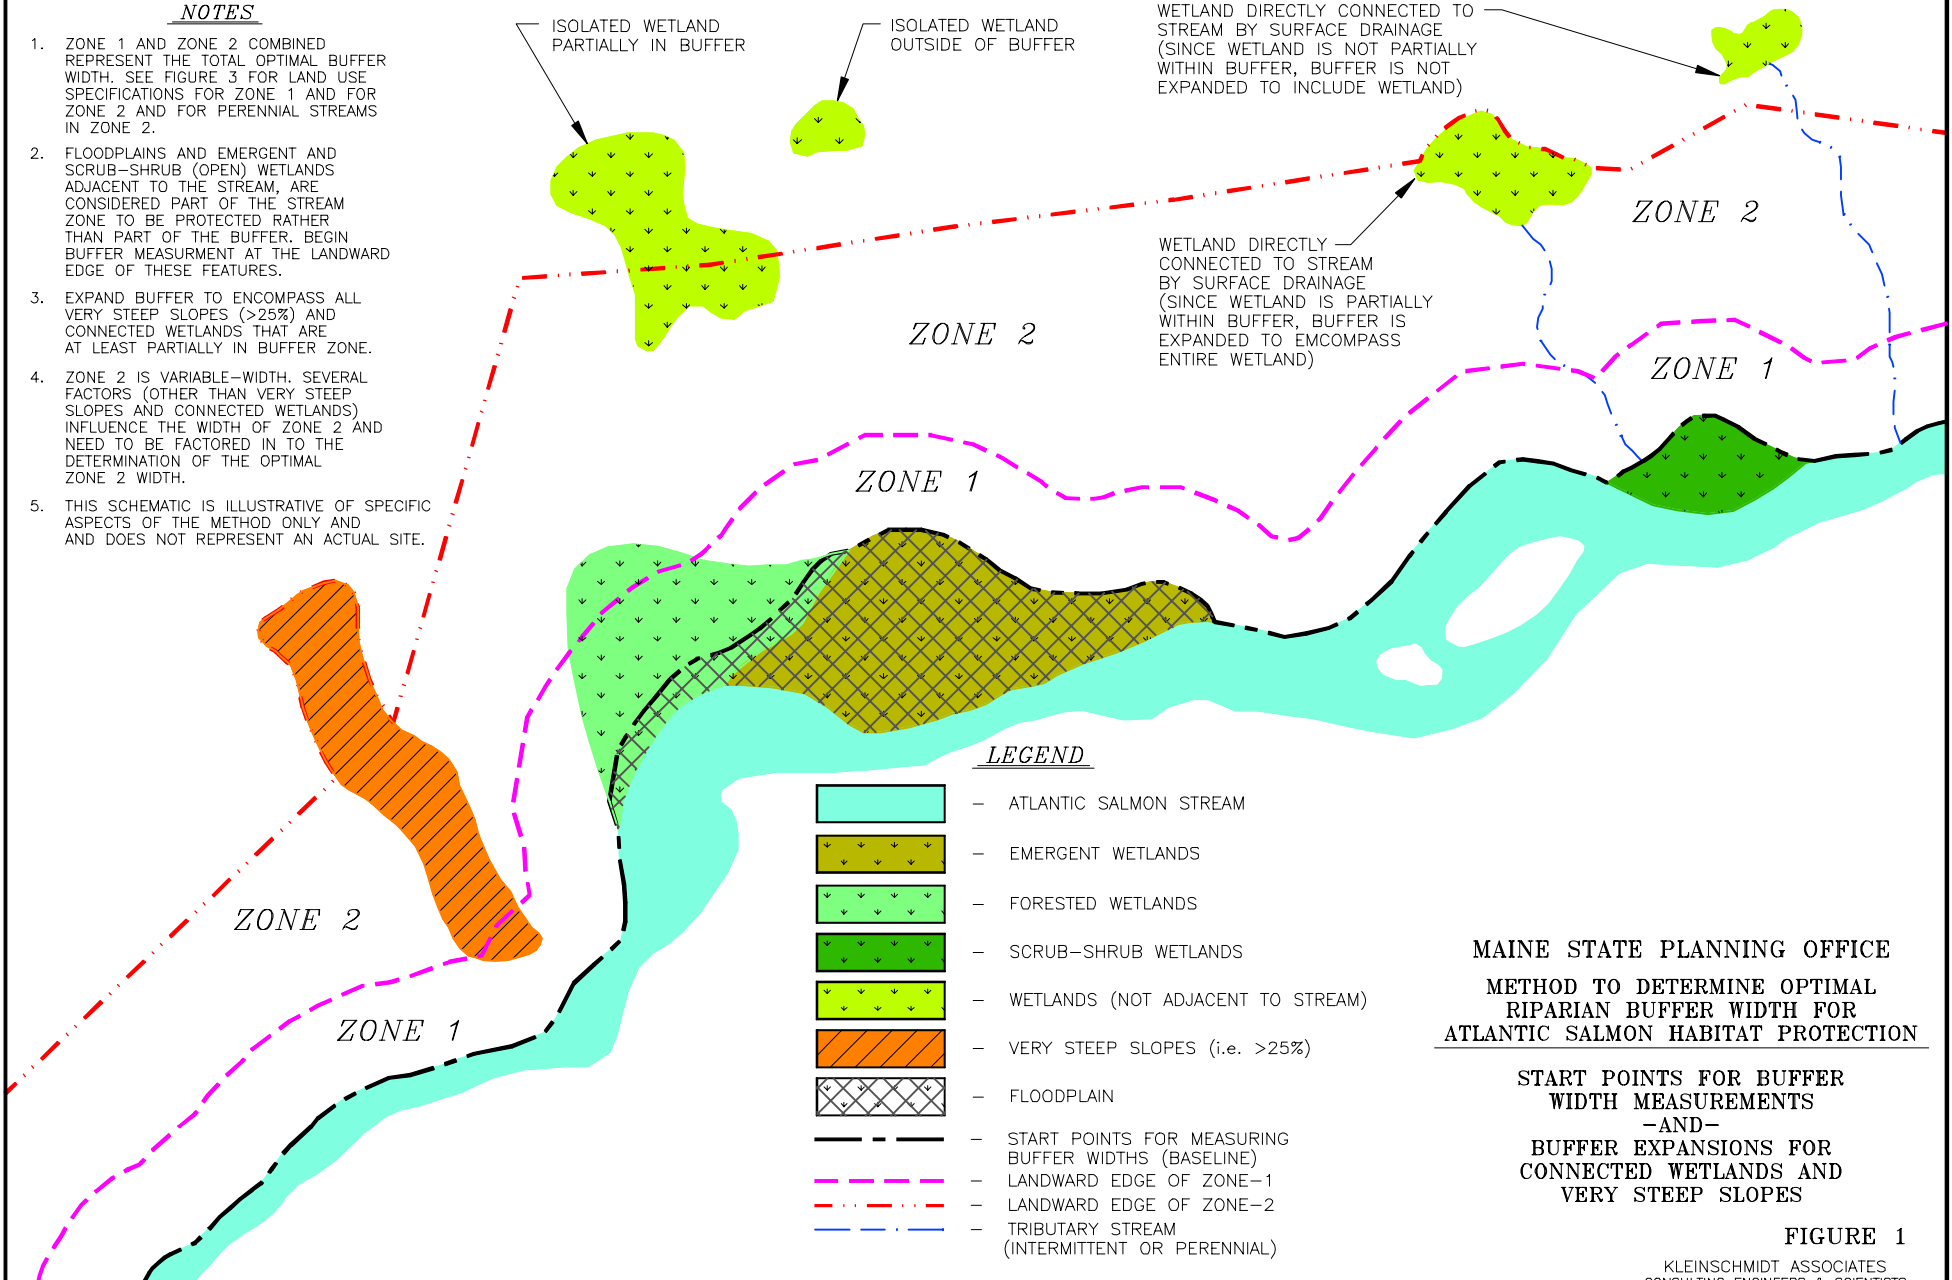 NOTES
1. ZONE 1 AND ZONE 2 COMBINED
REPRESENT THE TOTAL OPTIMAL BUFFER
WIDTH. SEE FIGURE 3 FOR LAND USE
SPECIFICATIONS FOR ZONE 1 AND FOR
ZONE 2 AND FOR PERENNIAL STREAMS
IN ZONE 2.
2. FLOODPLAINS AND EMERGENT AND
SCRUB-SHRUB (OPEN) WETLANDS
ADJACENT TO THE STREAM, ARE
CONSIDERED PART OF THE STREAM
ZONE TO BE PROTECTED RATHER
THAN PART OF THE BUFFER. BEGIN
BUFFER MEASURMENT AT THE LANDWARD
EDGE OF THESE FEATURES.
3. EXPAND BUFFER TO ENCOMPASS ALL
VERY STEEP SLOPES (>25%) AND
CONNECTED WETLANDS THAT ARE
AT LEAST PARTIALLY IN BUFFER ZONE.
4. ZONE 2 IS VARIABLE-WIDTH. SEVERAL
FACTORS (OTHER THAN VERY STEEP
SLOPES AND CONNECTED WETLANDS)
INFLUENCE THE WIDTH OF ZONE 2 AND
NEED TO BE FACTORED IN TO THE
DETERMINATION OF THE OPTIMAL
ZONE 2 WIDTH.
5. THIS SCHEMATIC IS ILLUSTRATIVE OF SPECIFIC
ASPECTS OF THE METHOD ONLY AND
AND DOES NOT REPRESENT AN ACTUAL SITE.
ISOLATED WETLAND
PARTIALLY IN BUFFER
ISOLATED WETLAND
OUTSIDE OF BUFFER
WETLAND DIRECTLY CONNECTED TO
STREAM BY SURFACE DRAINAGE
(SINCE WETLAND IS NOT PARTIALLY
WITHIN BUFFER, BUFFER IS NOT
EXPANDED TO INCLUDE WETLAND)
WETLAND DIRECTLY
CONNECTED TO STREAM
BY SURFACE DRAINAGE
(SINCE WETLAND IS PARTIALLY
WITHIN BUFFER, BUFFER IS
EXPANDED TO EMCOMPASS
ENTIRE WETLAND)
ZONE 2
ZONE 2
ZONE 1
ZONE 1
ZONE 2
ZONE 1
LEGEND
- ATLANTIC SALMON STREAM
- EMERGENT WETLANDS
- FORESTED WETLANDS
- SCRUB-SHRUB WETLANDS
- WETLANDS (NOT ADJACENT TO STREAM)
- VERY STEEP SLOPES (i.e. >25%)
- FLOODPLAIN
- START POINTS FOR MEASURING
BUFFER WIDTHS (BASELINE)
- LANDWARD EDGE OF ZONE-1
- LANDWARD EDGE OF ZONE-2
- TRIBUTARY STREAM
(INTERMITTENT OR PERENNIAL)
MAINE STATE PLANNING OFFICE
METHOD TO DETERMINE OPTIMAL
RIPARIAN BUFFER WIDTH FOR
ATLANTIC SALMON HABITAT PROTECTION
START POINTS FOR BUFFER
WIDTH MEASUREMENTS
-AND-
BUFFER EXPANSIONS FOR
CONNECTED WETLANDS AND
VERY STEEP SLOPES
FIGURE 1
KLEINSCHMIDT ASSOCIATES
CONSULTING ENGINEERS & SCIENTISTS